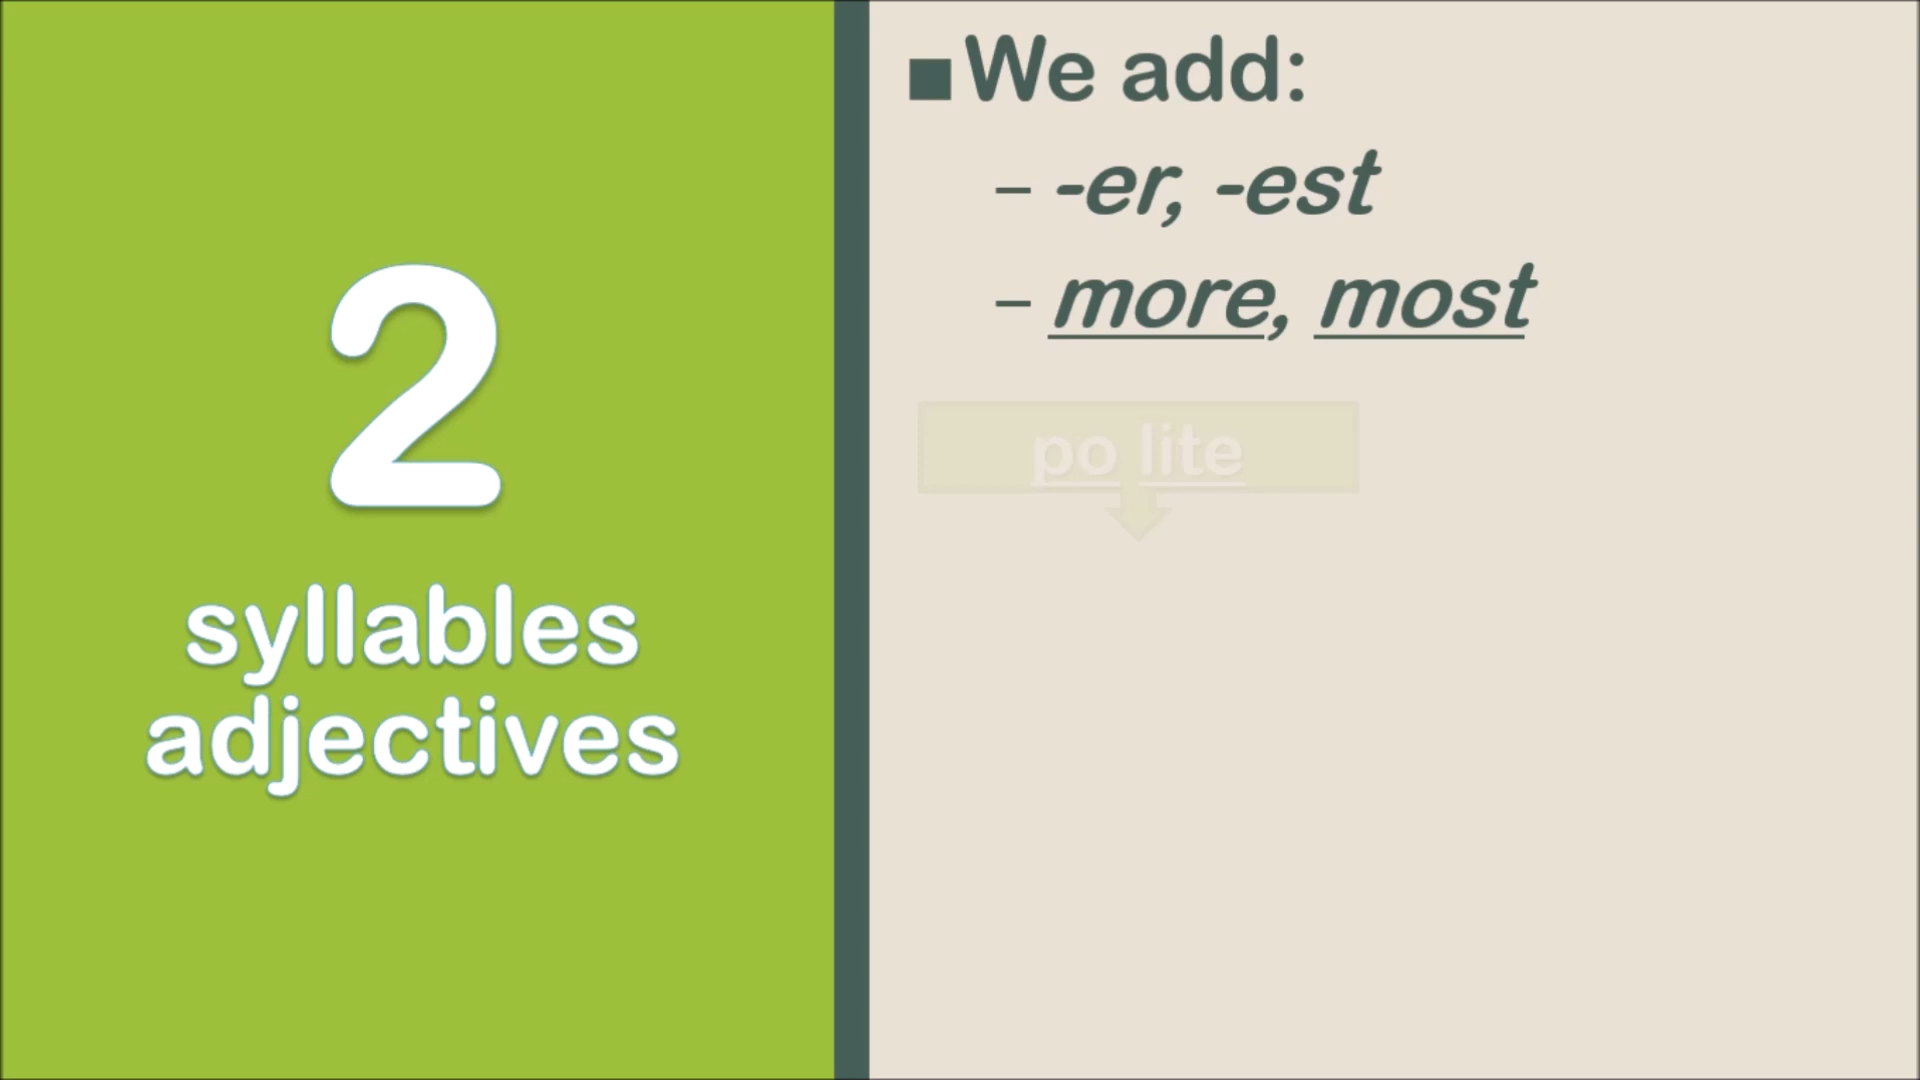 2
syllables
adjectives
We add:
– -er, -est
– more, most
po lite